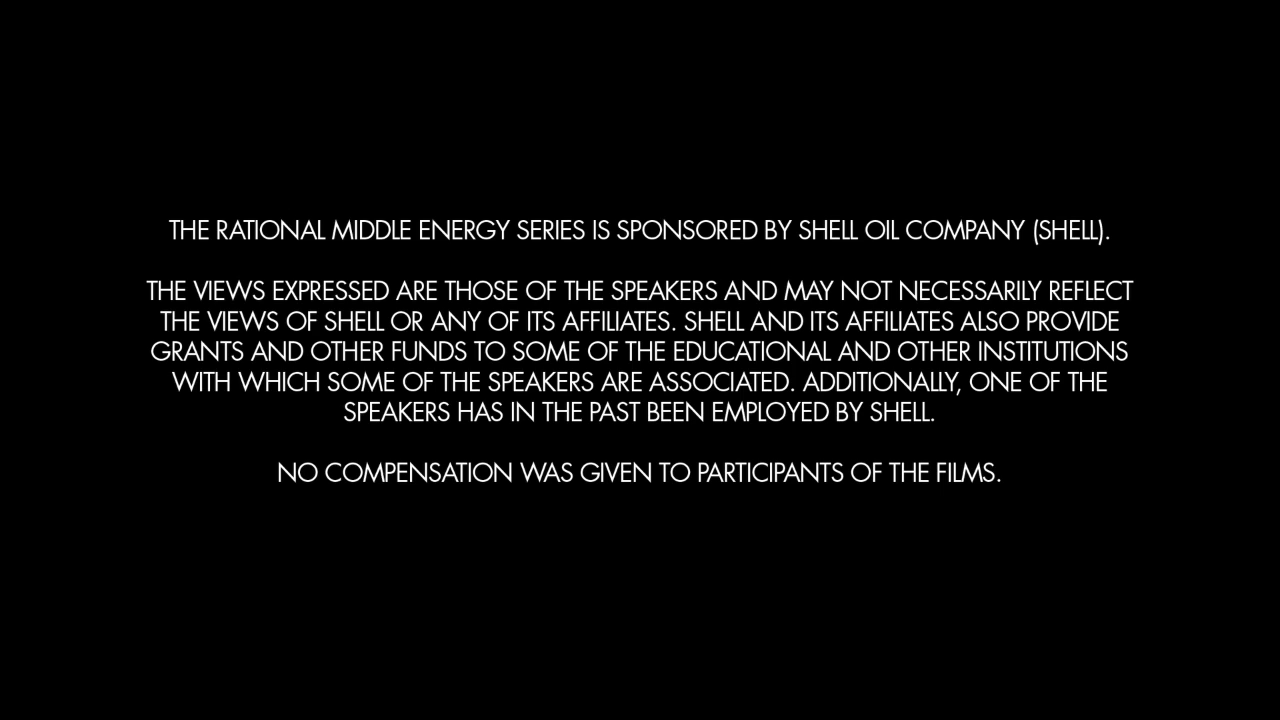 THE RATIONAL MIDDLE ENERGY SERIES IS SPONSORED BY SHELL OIL COMPANY (SHELL).
THE VIEWS EXPRESSED ARE THOSE OF THE SPEAKERS AND MAY NOT NECESSARILY REFLECT
THE VIEWS OF SHELL OR ANY OF ITS AFFILIATES. SHELL AND ITS AFFILIATES ALSO PROVIDE
GRANTS AND OTHER FUNDS TO SOME OF THE EDUCATIONAL AND OTHER INSTITUTIONS
WITH WHICH SOME OF THE SPEAKERS ARE ASSOCIATED. ADDITIONALLY, ONE OF THE
SPEAKERS HAS IN THE PAST BEEN EMPLOYED BY SHELL.
NO COMPENSATION WAS GIVEN TO PARTICIPANTS OF THE FILMS.